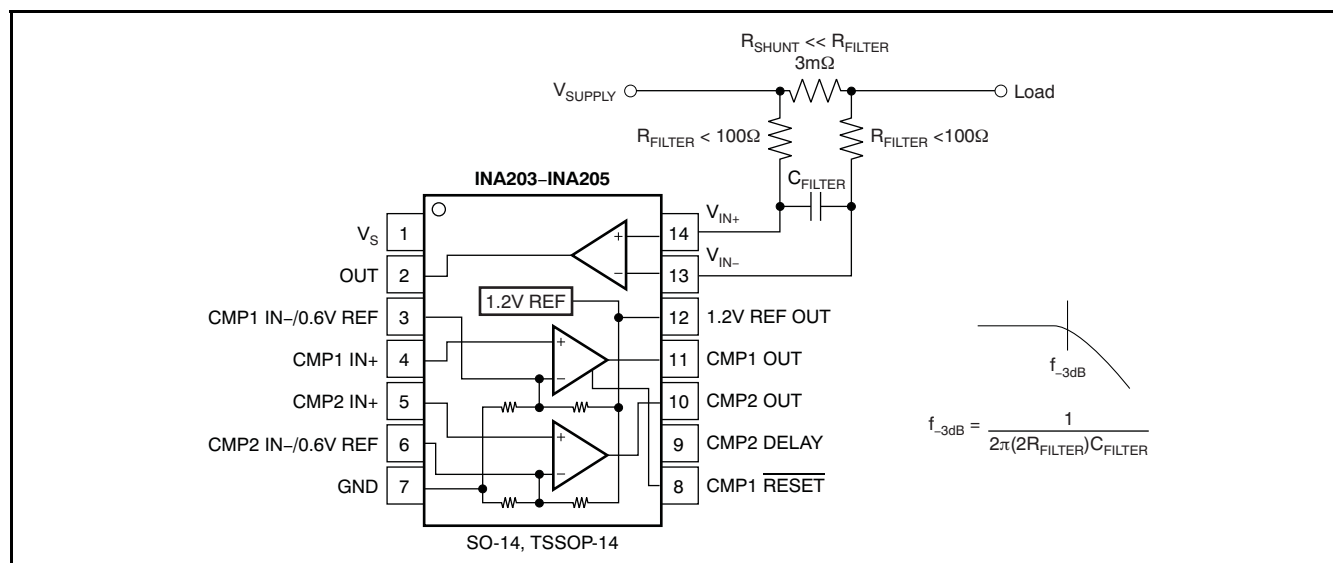 R_SHUNT << R_FILTER
3mΩ
V_SUPPLY
Load
R_FILTER < 100Ω
R_FILTER <100Ω
C_FILTER
INA203–INA205
V_IN+
V_IN–
V_S 1
OUT 2
CMP1 IN–/0.6V REF 3
CMP1 IN+ 4
CMP2 IN+ 5
CMP2 IN–/0.6V REF 6
GND 7
+
–
1.2V REF
+
–
+
–
14
13
12 1.2V REF OUT
11 CMP1 OUT
10 CMP2 OUT
9 CMP2 DELAY
8 CMP1 R̅E̅S̅E̅T̅
SO-14, TSSOP-14
f_–3dB
f_–3dB = 1
2π(2R_FILTER)C_FILTER